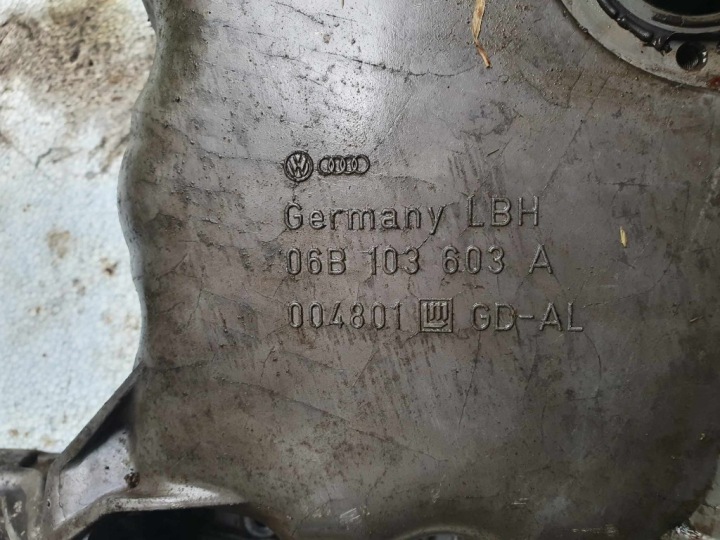 Germany LBH
06B 103 603 A
004801 GD-AL